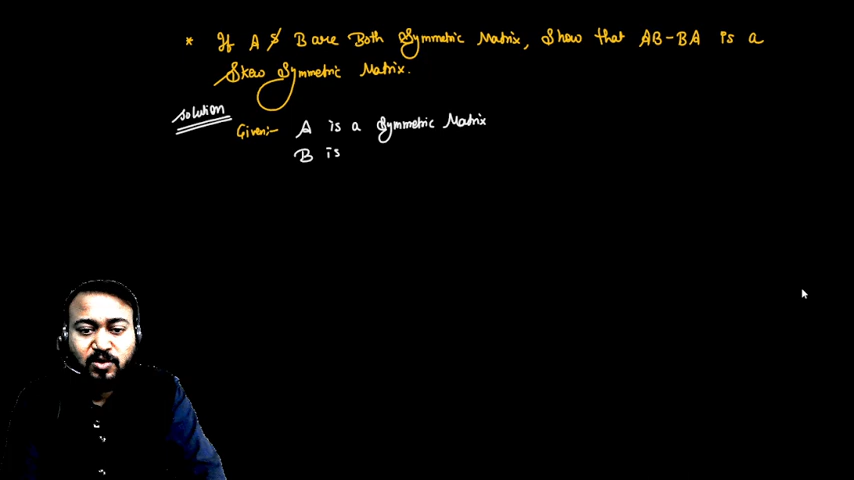 * If A & B are Both Symmetric Matrix, Show that AB-BA is a
Skew Symmetric Matrix.
Solution
Given:- A is a Symmetric Matrix
B is